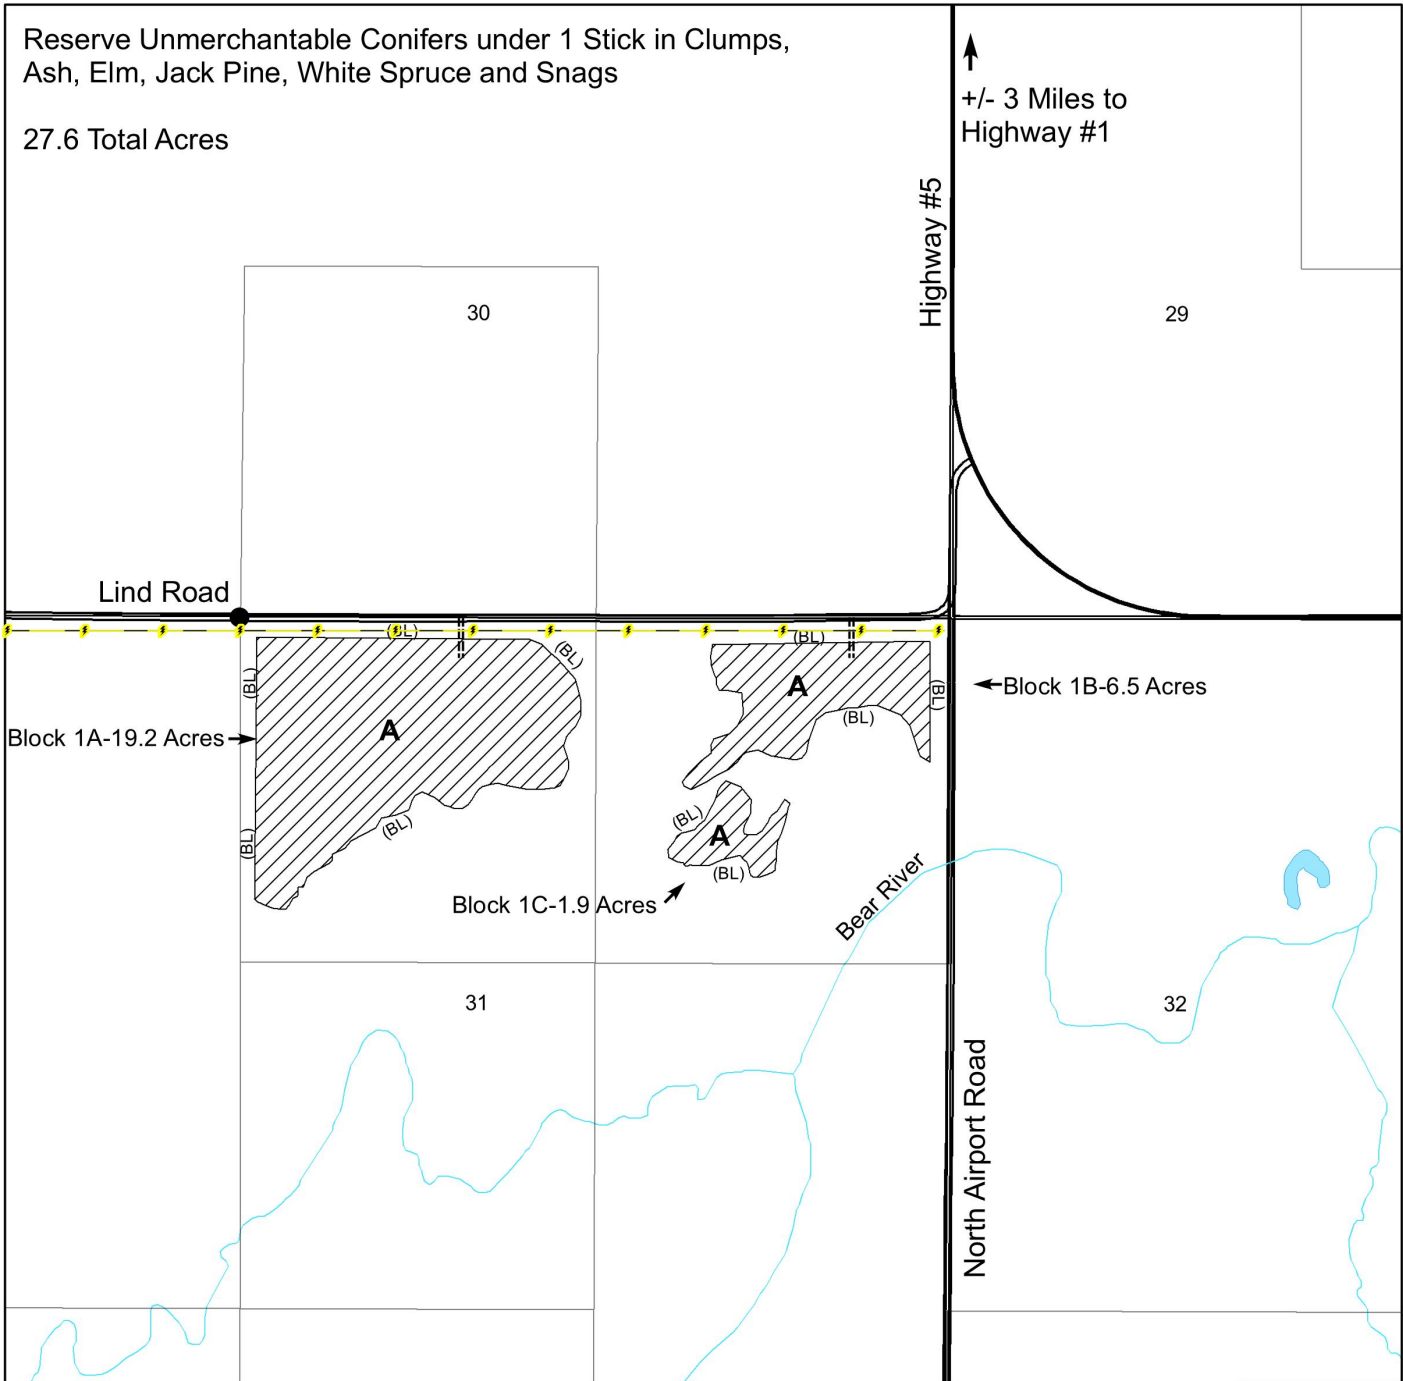 Reserve Unmerchantable Conifers under 1 Stick in Clumps,
Ash, Elm, Jack Pine, White Spruce and Snags
27.6 Total Acres
+/- 3 Miles to
Highway #1
Highway #5
30
29
Lind Road
(BL)
(BL)
(BL)
(BL)
A
A
(BL)
(BL)
Block 1B-6.5 Acres
Block 1A-19.2 Acres
(BL)
(BL)
(BL)
A
(BL)
Block 1C-1.9 Acres
Bear River
31
32
North Airport Road